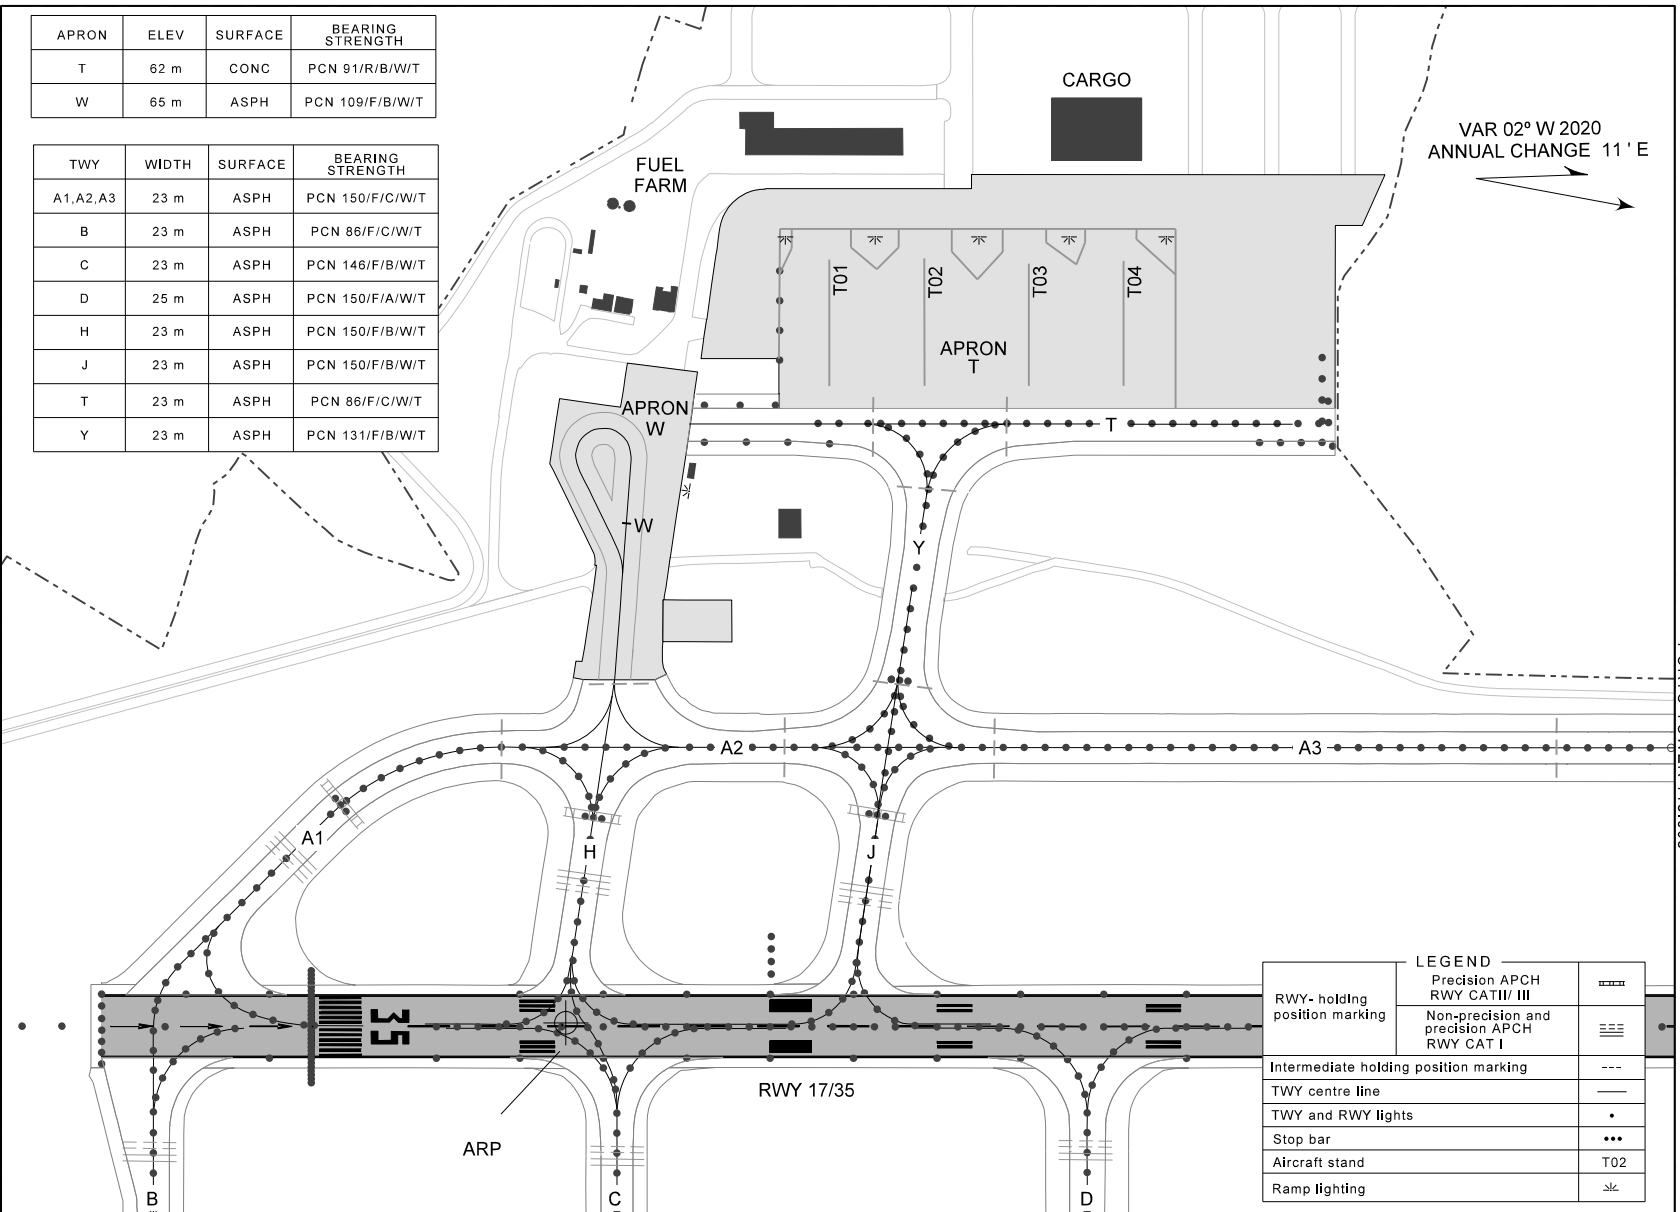 APRON ELEV SURFACE BEARING STRENGTH
T 62 m CONC PCN 91/R/B/W/T
W 65 m ASPH PCN 109/F/B/W/T
TWY WIDTH SURFACE BEARING STRENGTH
A1,A2,A3 23 m ASPH PCN 150/F/C/W/T
B 23 m ASPH PCN 86/F/C/W/T
C 23 m ASPH PCN 146/F/B/W/T
D 25 m ASPH PCN 150/F/A/W/T
H 23 m ASPH PCN 150/F/B/W/T
J 23 m ASPH PCN 150/F/B/W/T
T 23 m ASPH PCN 86/F/C/W/T
Y 23 m ASPH PCN 131/F/B/W/T
CARGO
VAR 02° W 2020
ANNUAL CHANGE 11 ' E
FUEL
FARM
T01
T02
T03
T04
APRON
T
APRON
W
T
W
Y
A2
A3
A1
H
J
35
RWY 17/35
ARP
B
C
D
LEGEND
RWY- holding
position marking
Precision APCH
RWY CATII/ III
Non-precision and
precision APCH
RWY CAT I
Intermediate holding position marking
TWY centre line
TWY and RWY lights
Stop bar
Aircraft stand T02
Ramp lighting